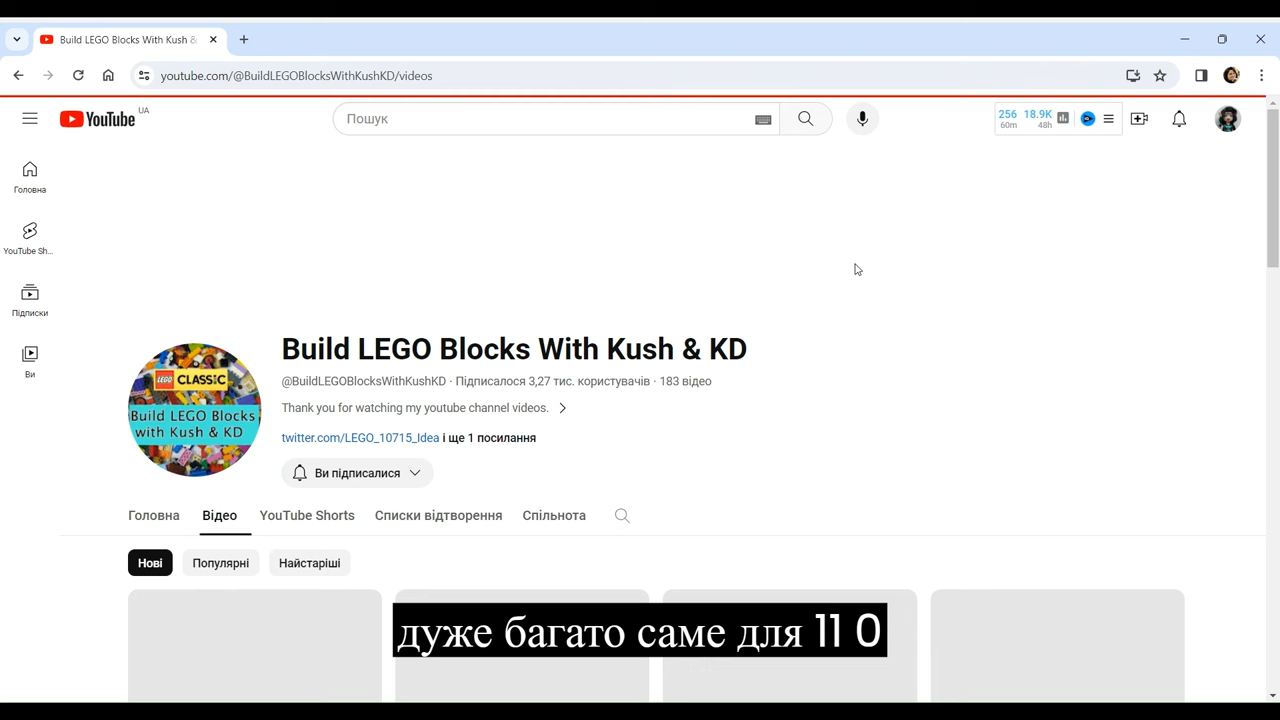 Build LEGO Blocks With Kush &
youtube.com/@BuildLEGOBlocksWithKushKD/videos
YouTube UA
Пошук
256 60m 18.9K 48h
Головна
YouTube Sh...
Підписки
Ви
LEGO CLASSIC
Build LEGO Blocks
with Kush & KD
Build LEGO Blocks With Kush & KD
@BuildLEGOBlocksWithKushKD · Підписалося 3,27 тис. користувачів · 183 відео
Thank you for watching my youtube channel videos.
twitter.com/LEGO_10715_Idea і ще 1 посилання
Ви підписалися
Головна Відео YouTube Shorts Списки відтворення Спільнота
Нові Популярні Найстаріші
дуже багато саме для 11 0